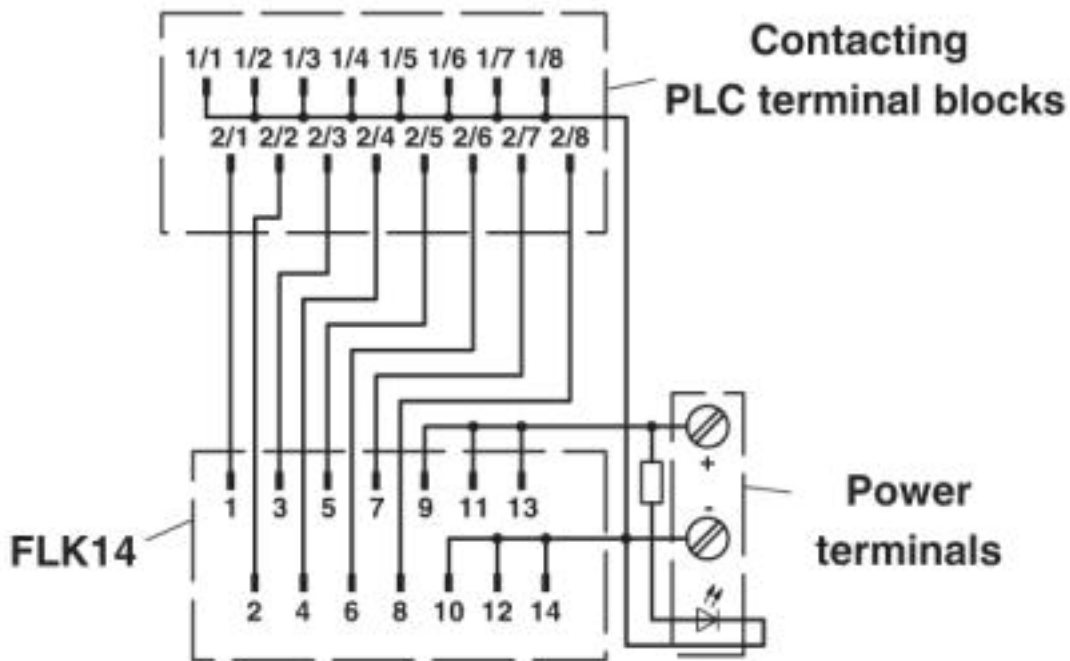 1/1 1/2 1/3 1/4 1/5 1/6 1/7 1/8
Contacting
PLC terminal blocks
2/1 2/2 2/3 2/4 2/5 2/6 2/7 2/8
+
-
1 3 5 7 9 11 13
Power
terminals
FLK14
2 4 6 8 10 12 14